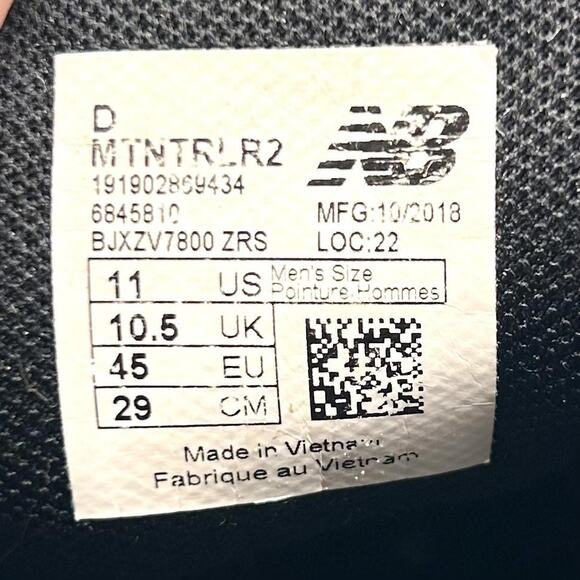 D
MTNTRLR2
NB
191902869434
6845810
MFG:10/2018
BJXZV7800 ZRS
LOC:22
11 US Men's Size
Pointure Hommes
10.5 UK
45 EU
29 CM
Made in Vietnam
Fabrique au Vietnam